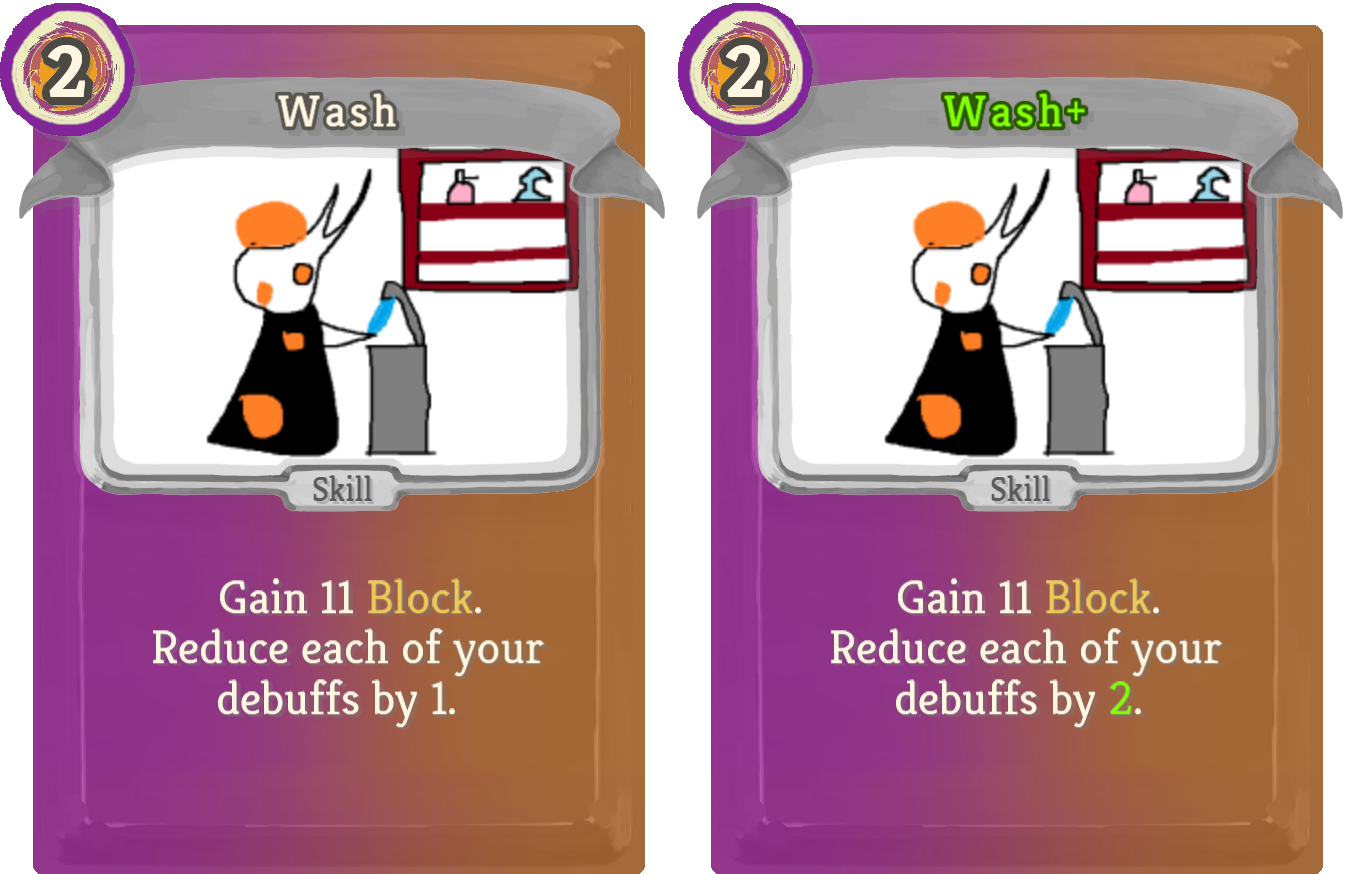 2
Wash
Skill
Gain 11 Block.
Reduce each of your
debuffs by 1.
2
Wash+
Skill
Gain 11 Block.
Reduce each of your
debuffs by 2.